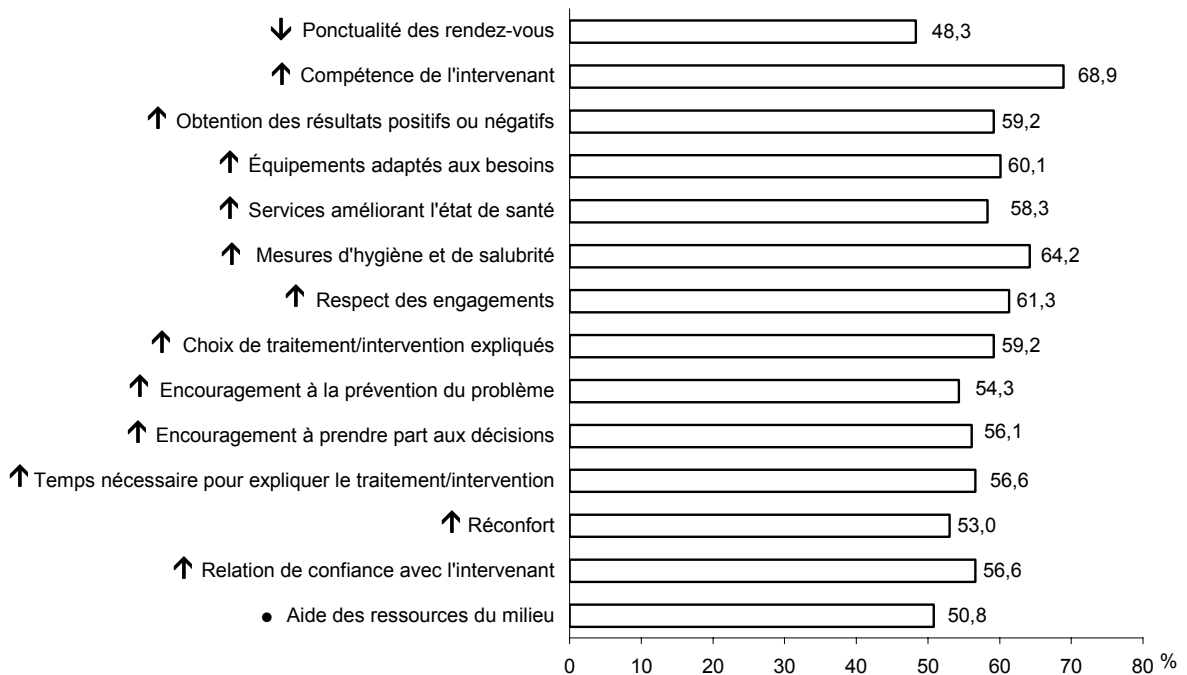 ↓ Ponctualité des rendez-vous 48,3
↑ Compétence de l'intervenant 68,9
↑ Obtention des résultats positifs ou négatifs 59,2
↑ Équipements adaptés aux besoins 60,1
↑ Services améliorant l'état de santé 58,3
↑ Mesures d'hygiène et de salubrité 64,2
↑ Respect des engagements 61,3
↑ Choix de traitement/intervention expliqués 59,2
↑ Encouragement à la prévention du problème 54,3
↑ Encouragement à prendre part aux décisions 56,1
↑ Temps nécessaire pour expliquer le traitement/intervention 56,6
↑ Réconfort 53,0
↑ Relation de confiance avec l'intervenant 56,6
• Aide des ressources du milieu 50,8
0 10 20 30 40 50 60 70 80 %